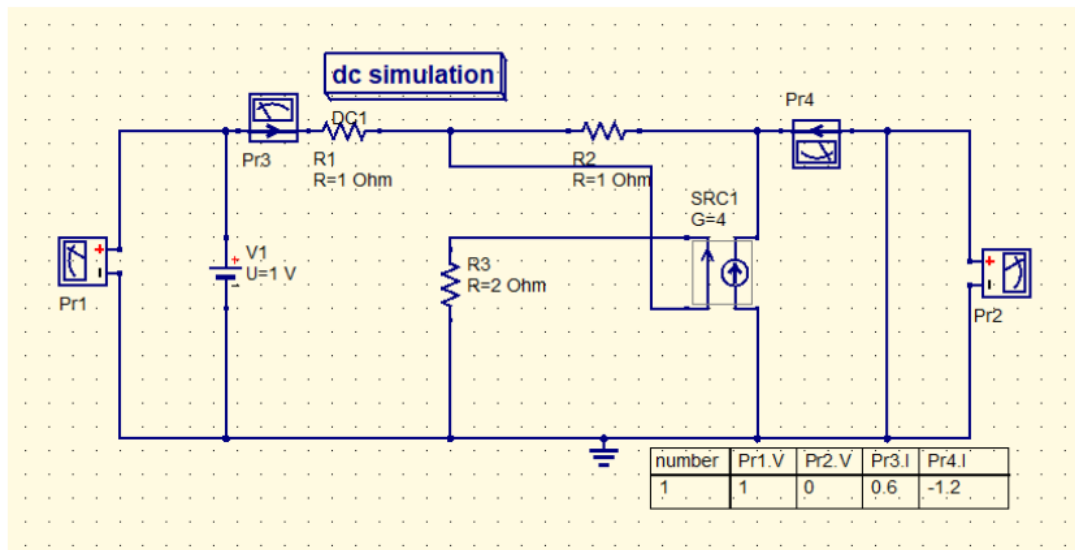 dc simulation
DC1
Pr4
Pr3
R1
R=1 Ohm
R2
R=1 Ohm
SRC1
G=4
V1
U=1 V
R3
R=2 Ohm
Pr1
Pr2
number Pr1.V Pr2.V Pr3.I Pr4.I
1 1 0 0.6 -1.2